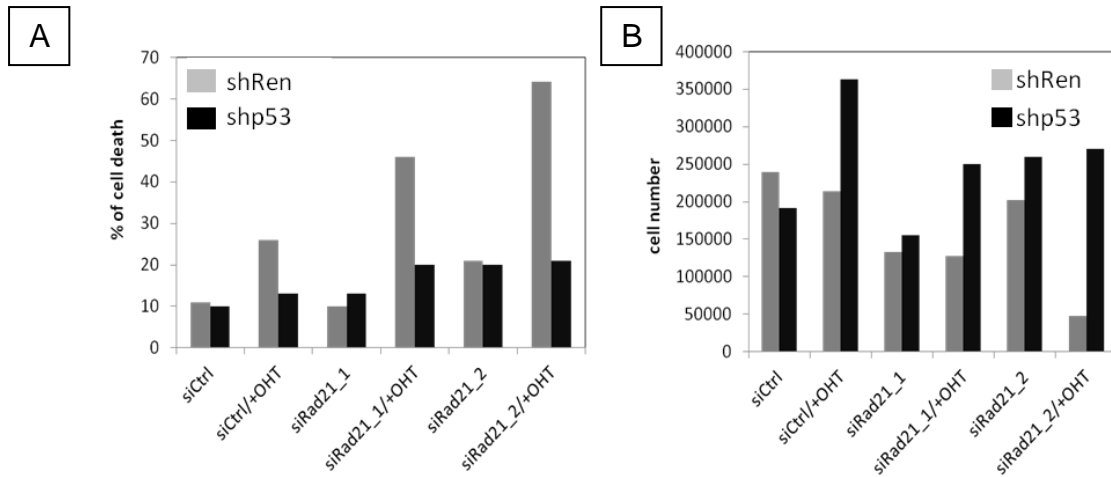 A
% of cell death
70
60
50
40
30
20
10
0
shRen
shp53
siCtrl
siCtrl/+OHT
siRad21_1
siRad21_1/+OHT
siRad21_2
siRad21_2/+OHT
B
cell number
400000
350000
300000
250000
200000
150000
100000
50000
0
shRen
shp53
siCtrl
siCtrl/+OHT
siRad21_1
siRad21_1/+OHT
siRad21_2
siRad21_2/+OHT